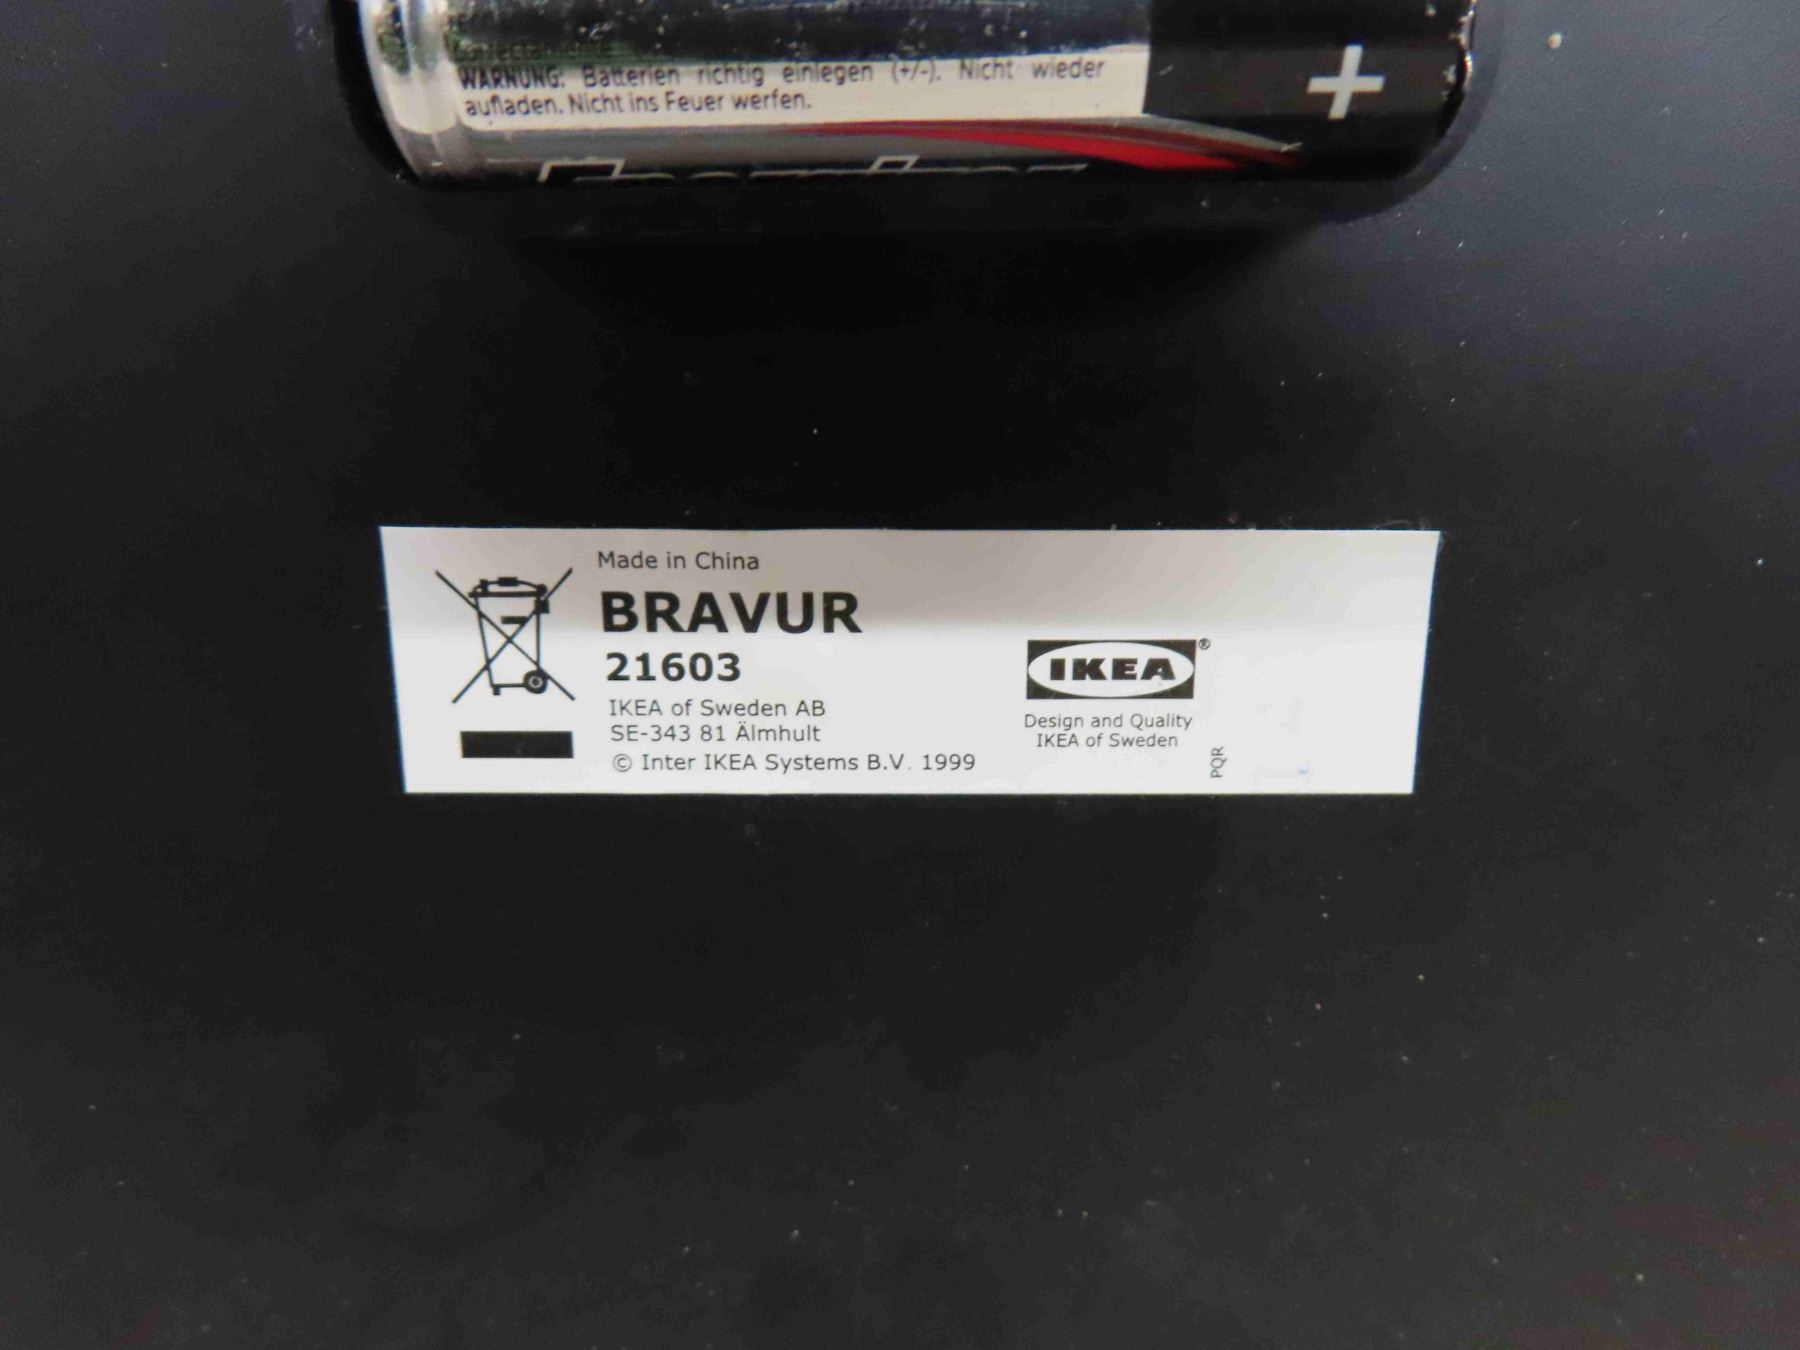 WARNUNG: Batterien richtig einlegen (+/-). Nicht wieder
aufladen. Nicht ins Feuer werfen.
+
Made in China
BRAVUR
21603
IKEA of Sweden AB
SE-343 81 Älmhult
© Inter IKEA Systems B.V. 1999
IKEA®
Design and Quality
IKEA of Sweden
PQR